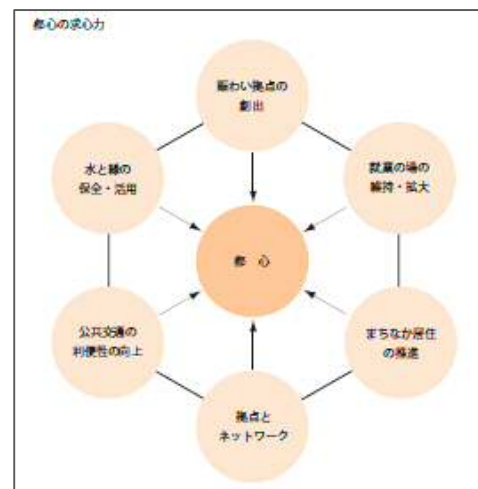 都心の求心力
賑わい拠点の
創出
水と緑の
保全・活用
就業の場の
維持・拡大
都　心
公共交通の
利便性の向上
まちなか居住
の推進
拠点と
ネットワーク